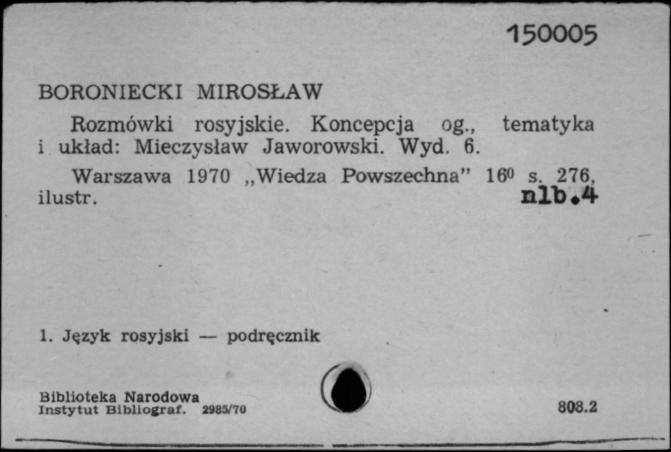 150005
BORONIECKI MIROSŁAW
Rozmówki rosyjskie. Koncepcja og., tematyka
i układ: Mieczysław Jaworowski. Wyd. 6.
Warszawa 1970 „Wiedza Powszechna” 16⁰ s. 276,
ilustr. nlb.4
1. Język rosyjski — podręcznik
Biblioteka Narodowa
Instytut Bibliograf. 2985/70
808.2